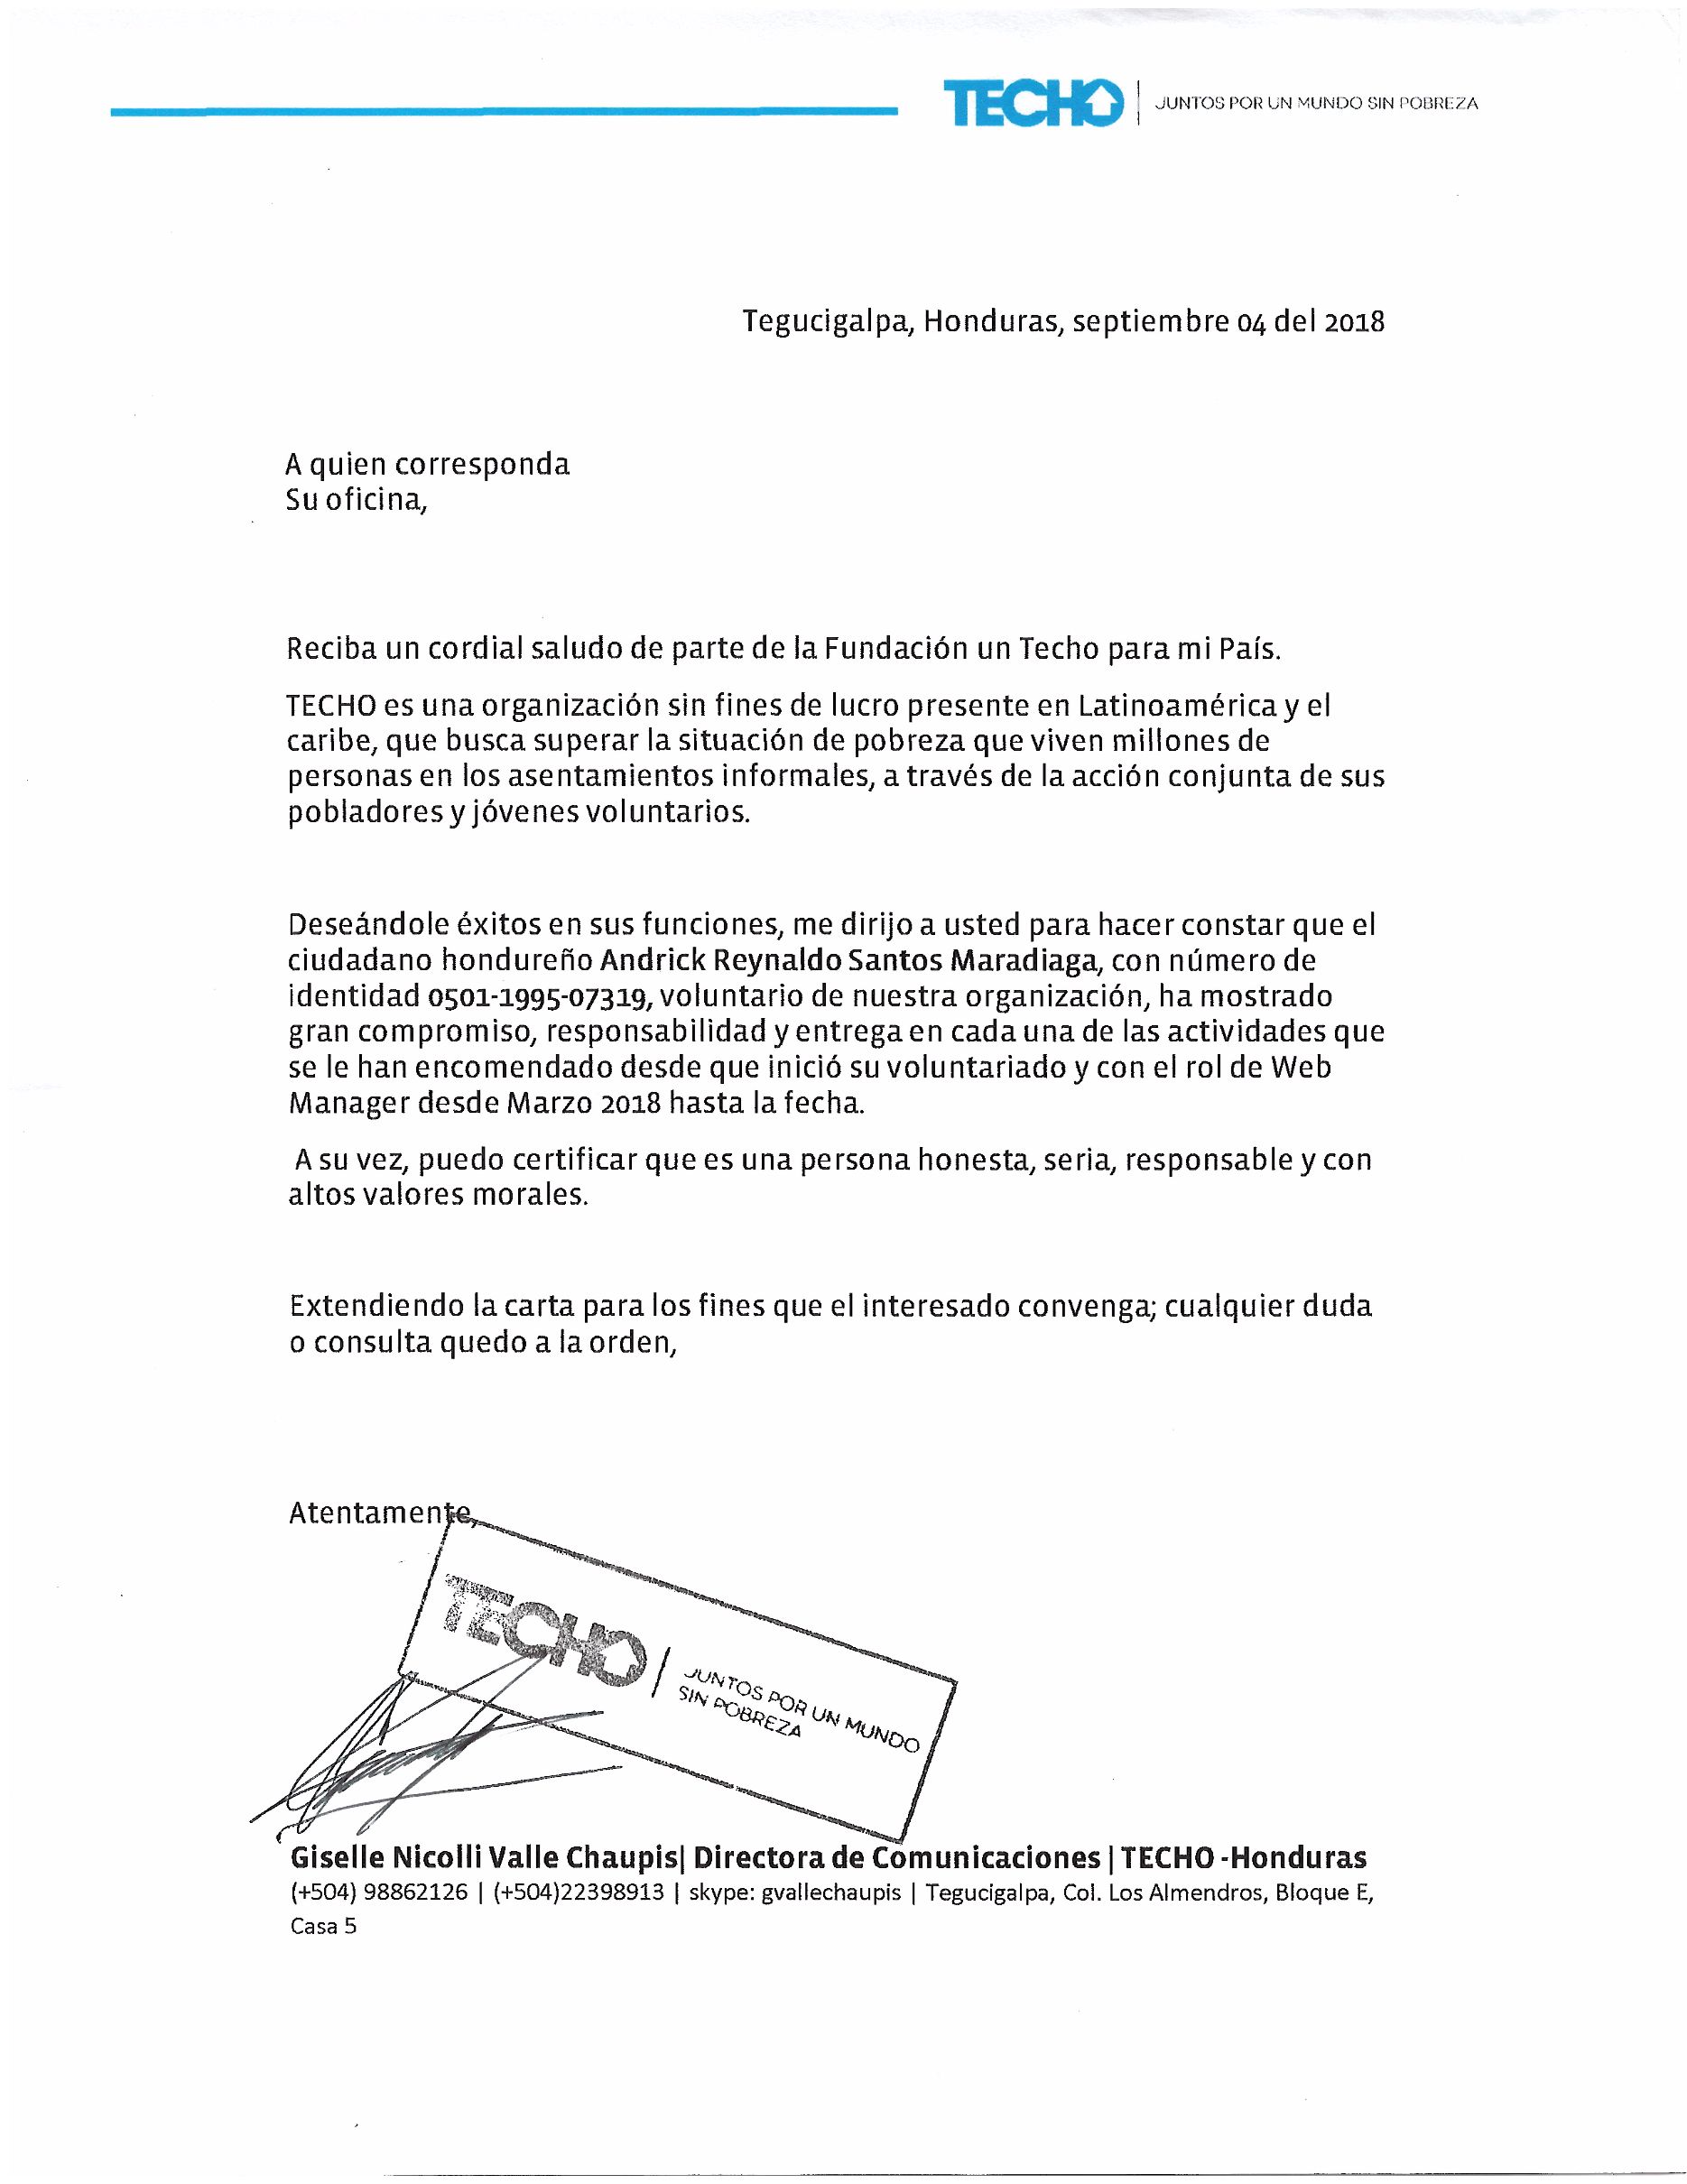 TECHO | JUNTOS POR UN MUNDO SIN POBREZA
Tegucigalpa, Honduras, septiembre 04 del 2018
A quien corresponda
Su oficina,
Reciba un cordial saludo de parte de la Fundación un Techo para mi País.
TECHO es una organización sin fines de lucro presente en Latinoamérica y el
caribe, que busca superar la situación de pobreza que viven millones de
personas en los asentamientos informales, a través de la acción conjunta de sus
pobladores y jóvenes voluntarios.
Deseándole éxitos en sus funciones, me dirijo a usted para hacer constar que el
ciudadano hondureño Andrick Reynaldo Santos Maradiaga, con número de
identidad 0501-1995-07319, voluntario de nuestra organización, ha mostrado
gran compromiso, responsabilidad y entrega en cada una de las actividades que
se le han encomendado desde que inició su voluntariado y con el rol de Web
Manager desde Marzo 2018 hasta la fecha.
A su vez, puedo certificar que es una persona honesta, seria, responsable y con
altos valores morales.
Extendiendo la carta para los fines que el interesado convenga; cualquier duda
o consulta quedo a la orden,
Atentamente,
TECHO | JUNTOS POR UN MUNDO
SIN POBREZA
Giselle Nicolli Valle Chaupis| Directora de Comunicaciones | TECHO -Honduras
(+504) 98862126 | (+504)22398913 | skype: gvallechaupis | Tegucigalpa, Col. Los Almendros, Bloque E,
Casa 5